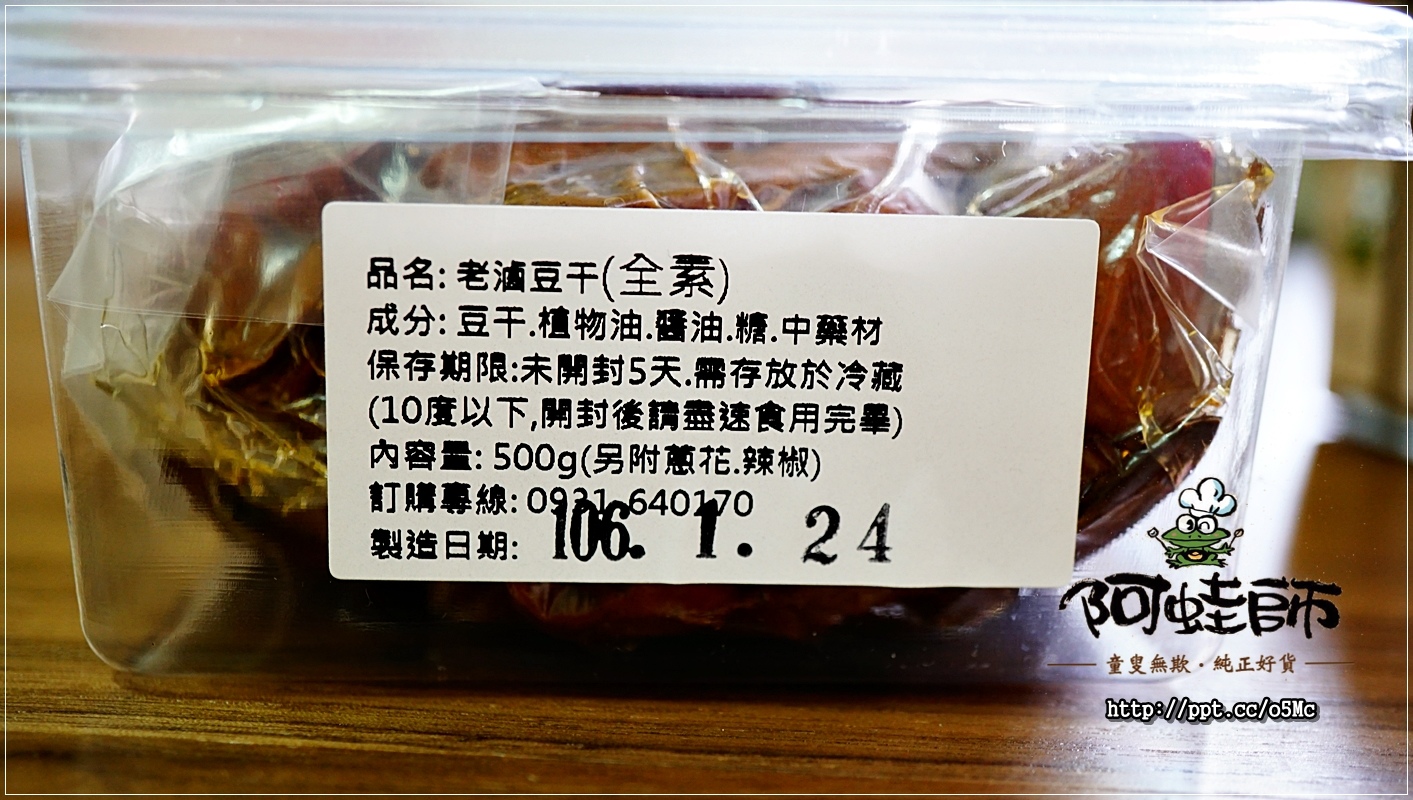 品名: 老滷豆干(全素)
成分: 豆干.植物油.醬油.糖.中藥材
保存期限:未開封5天.需存放於冷藏
(10度以下,開封後請盡速食用完畢)
內容量: 500g(另附蔥花.辣椒)
訂購專線: 0931-640170
製造日期: 106. 1. 24
阿蛙師
童叟無欺·純正好貨
http://ppt.cc/o5Mc